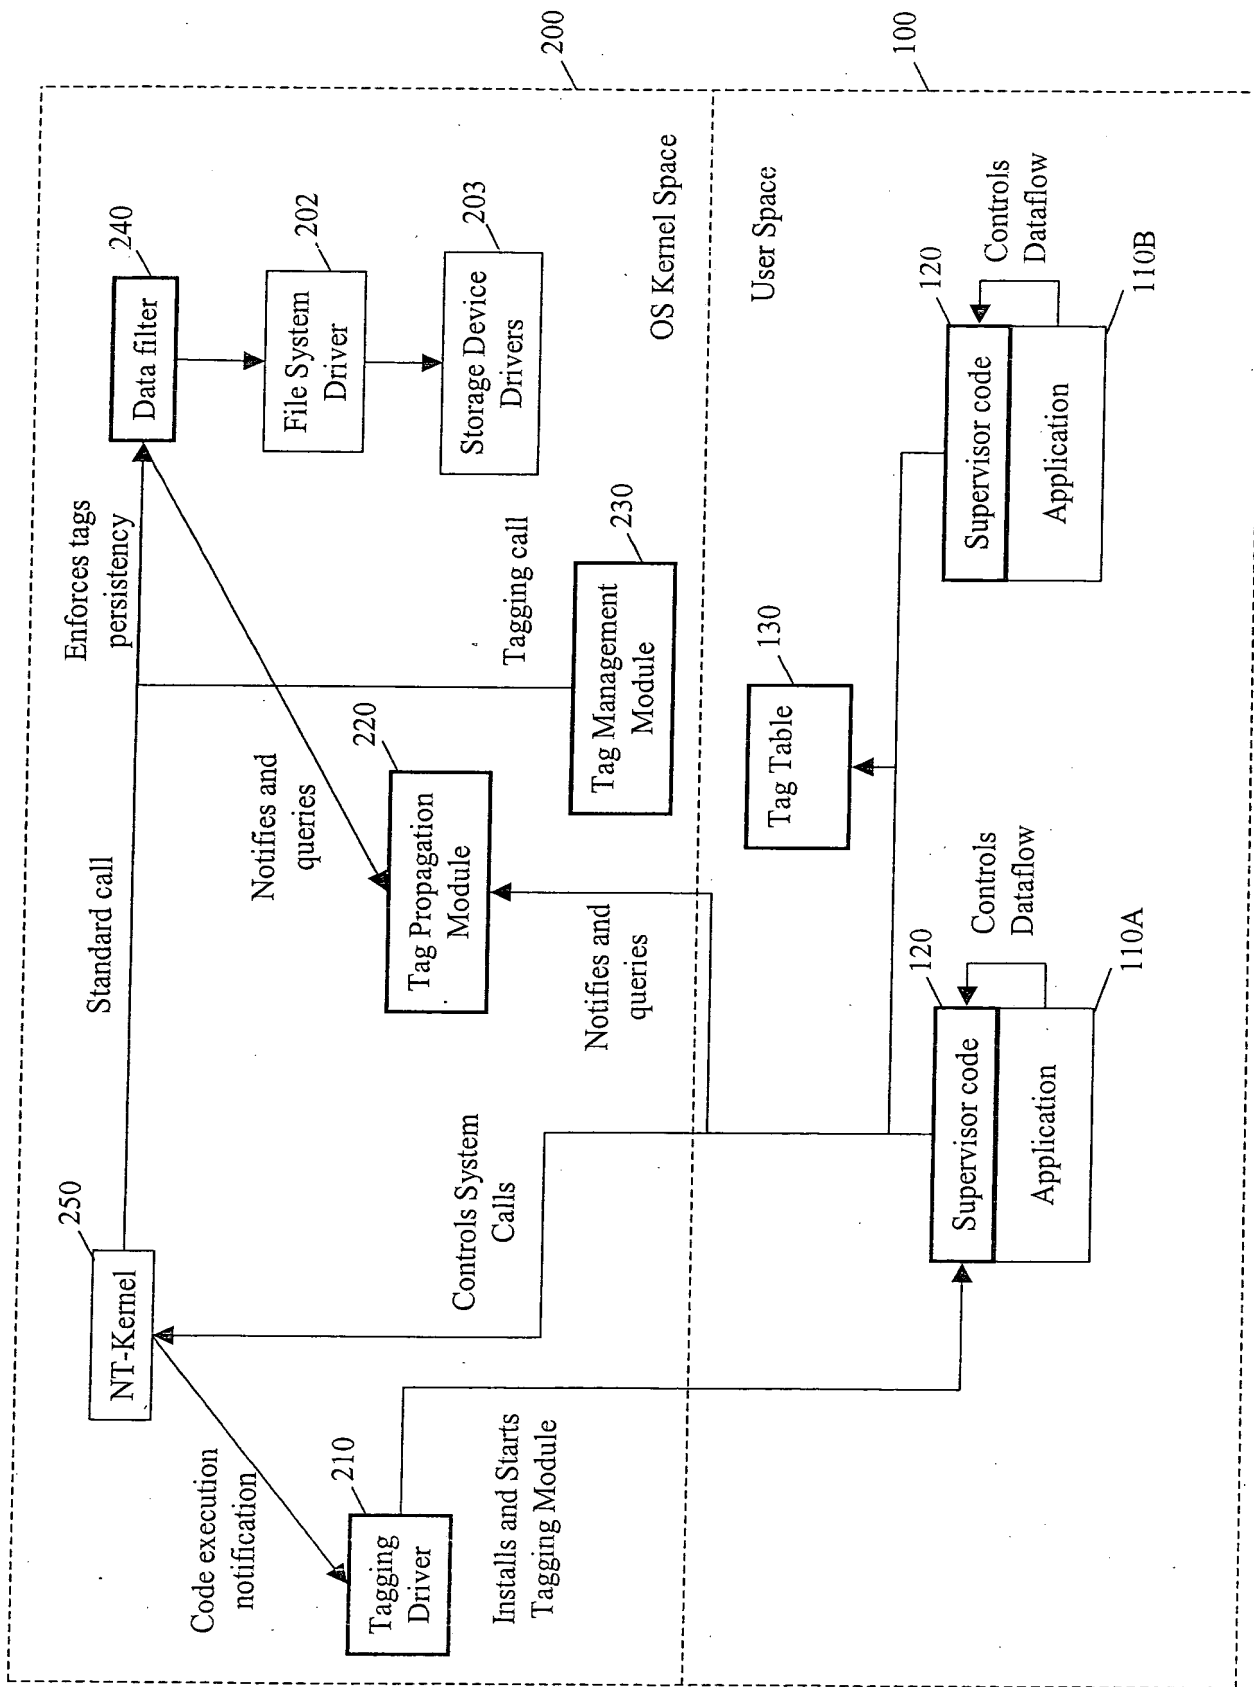 200
100
250
NT-Kernel
Standard call
Enforces tags
persistency
240
Data filter
Code execution
notification
210
Tagging
Driver
Notifies and
queries
220
Tag Propagation
Module
202
File System
Driver
203
Storage Device
Drivers
Installs and Starts
Tagging Module
Controls System
Calls
Notifies and
queries
Tagging call
230
Tag Management
Module
OS Kernel Space
User Space
130
Tag Table
120
Supervisor code
Application
Controls
Dataflow
110A
120
Supervisor code
Application
Controls
Dataflow
110B